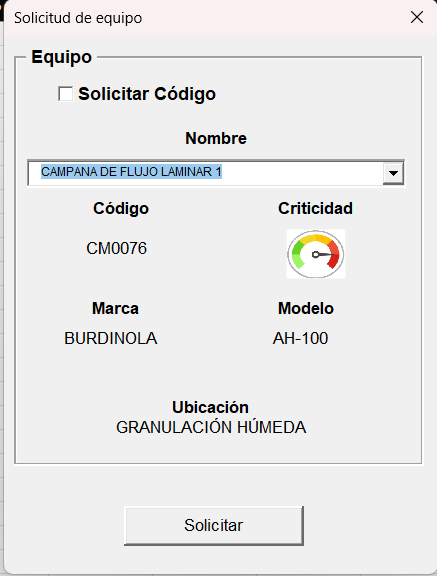 Solicitud de equipo
Equipo
Solicitar Código
Nombre
CAMPANA DE FLUJO LAMINAR 1
Código
Criticidad
CM0076
Marca
Modelo
BURDINOLA
AH-100
Ubicación
GRANULACIÓN HÚMEDA
Solicitar